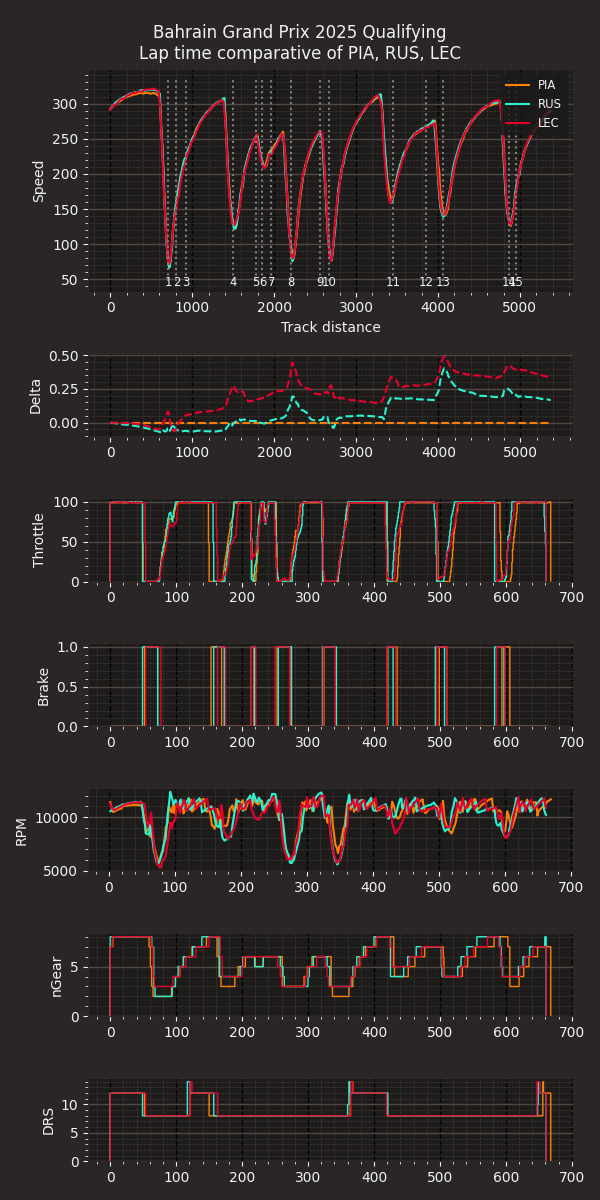 Bahrain Grand Prix 2025 Qualifying
Lap time comparative of PIA, RUS, LEC
PIA
RUS
LEC
Speed
300
250
200
150
100
50
1 2 3 4 5 6 7 8 9 10 11 12 13 14 15
0 1000 2000 3000 4000 5000
Track distance
Delta
0.50
0.25
0.00
0 1000 2000 3000 4000 5000
Throttle
100
50
0
0 100 200 300 400 500 600 700
Brake
1.0
0.5
0.0
0 100 200 300 400 500 600 700
RPM
10000
5000
0 100 200 300 400 500 600 700
nGear
5
0
0 100 200 300 400 500 600 700
DRS
10
5
0
0 100 200 300 400 500 600 700